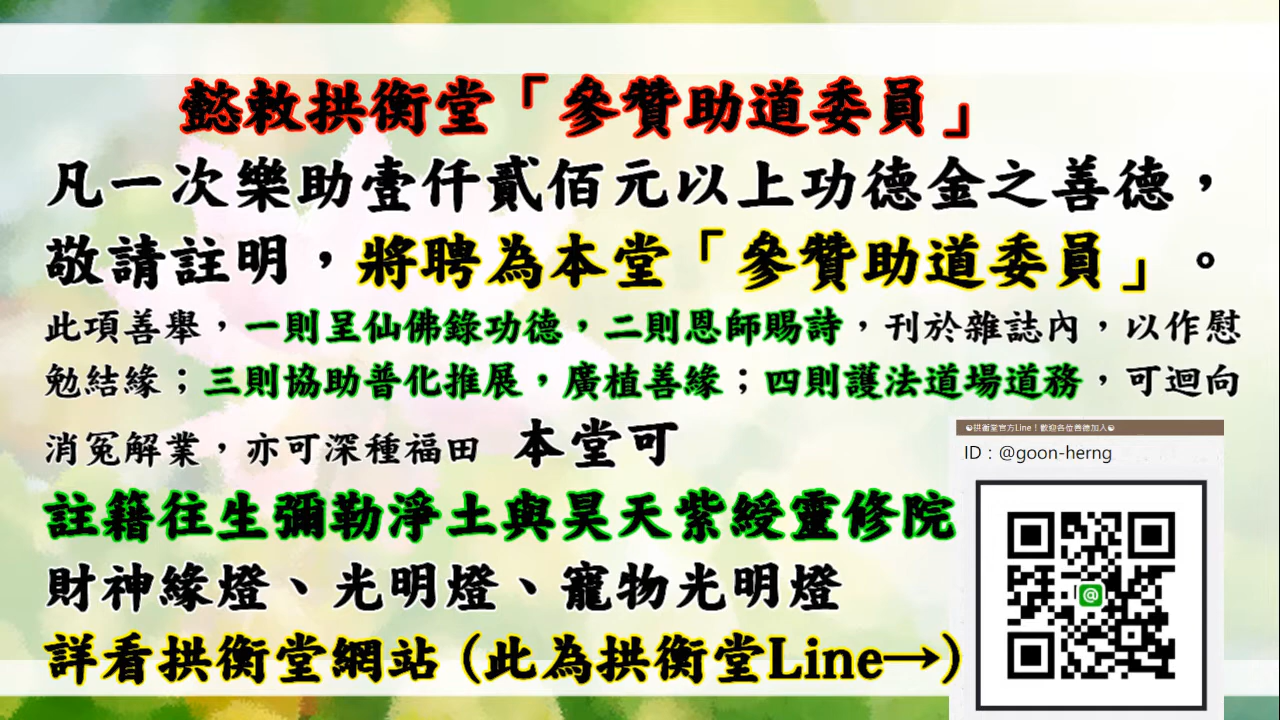 懿敕拱衡堂「參贊助道委員」
凡一次樂助壹仟貳佰元以上功德金之善德，
敬請註明，將聘為本堂「參贊助道委員」。
此項善舉，一則呈仙佛錄功德，二則恩師賜詩，刊於雜誌內，以作慰
勉結緣；三則協助普化推展，廣植善緣；四則護法道場道務，可迴向
消冤解業，亦可深種福田 本堂可
註籍往生彌勒淨土與昊天紫綬靈修院
財神緣燈、光明燈、寵物光明燈
詳看拱衡堂網站 (此為拱衡堂Line→)
☯拱衡堂官方Line！歡迎各位善德加入☯
ID：@goon-herng